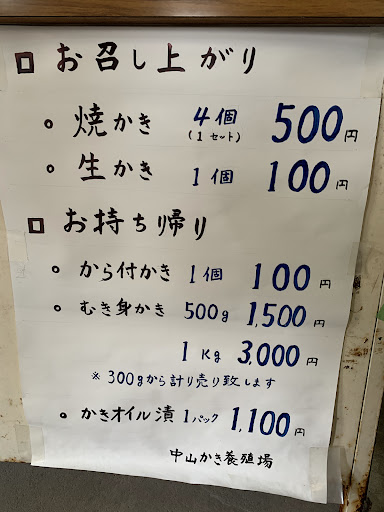 □ お召し上がり
○ 焼かき 4個 (1セット) 500円
○ 生かき 1個 100円
□ お持ち帰り
○ から付かき 1個 100円
○ むき身かき 500g 1,500円
1Kg 3,000円
※ 300gから計り売り致します
○ かきオイル漬 1パック 1,100円
中山かき養殖場